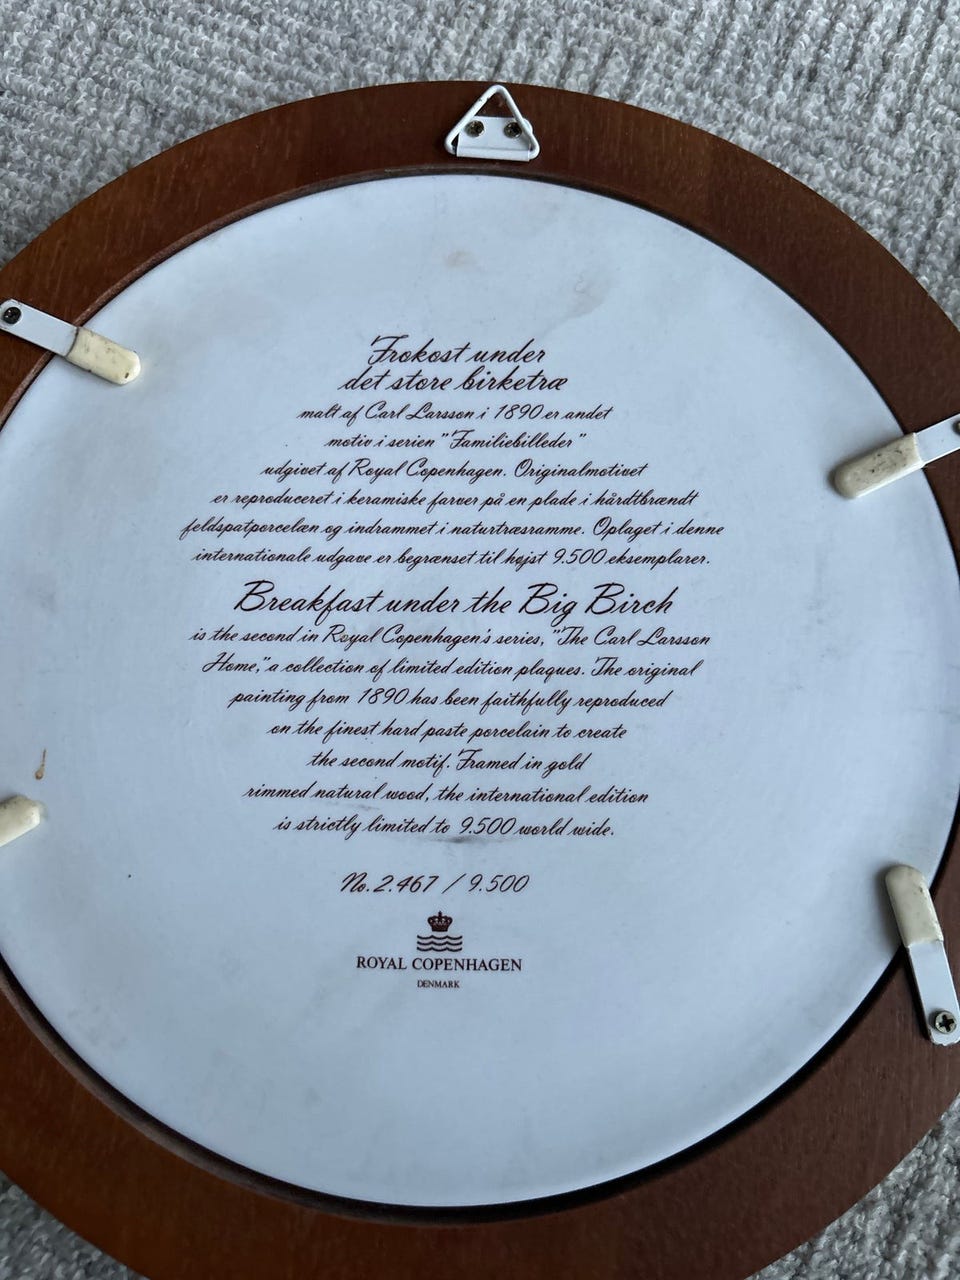 Frokost under
det store birketræ
malt af Carl Larsson i 1890 er andet
motiv i serien "Familiebilleder"
udgivet af Royal Copenhagen. Originalmotivet
er reproduceret i keramiske farver på en plade i hårdtbrændt
feldspatporcelæn og indrammet i naturtræsramme. Oplaget i denne
internationale udgave er begrænset til højst 9.500 eksemplarer.
Breakfast under the Big Birch
is the second in Royal Copenhagen's series, "The Carl Larsson
Home," a collection of limited edition plaques. The original
painting from 1890 has been faithfully reproduced
on the finest hard paste porcelain to create
the second motif. Framed in gold
rimmed natural wood, the international edition
is strictly limited to 9.500 world wide.
No. 2.467 / 9.500
ROYAL COPENHAGEN
DENMARK